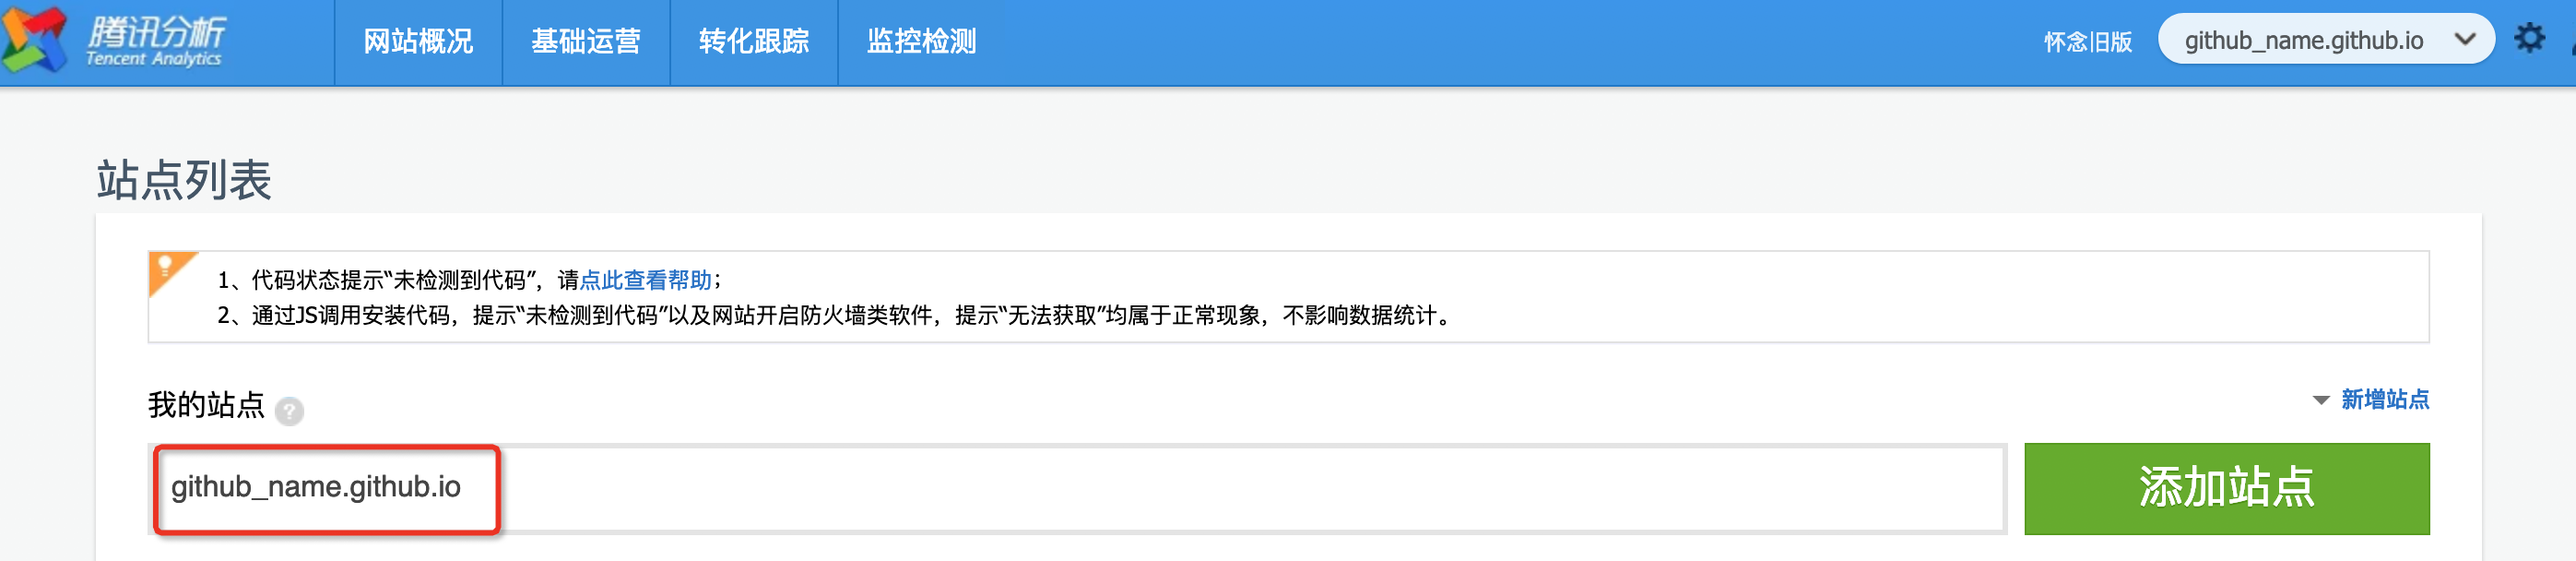 腾讯分析
Tencent Analytics
网站概况
基础运营
转化跟踪
监控检测
怀念旧版
github_name.github.io
站点列表
1、代码状态提示“未检测到代码”，请点此查看帮助；
2、通过JS调用安装代码，提示“未检测到代码”以及网站开启防火墙类软件，提示“无法获取”均属于正常现象，不影响数据统计。
我的站点 ?
新增站点
github_name.github.io
添加站点